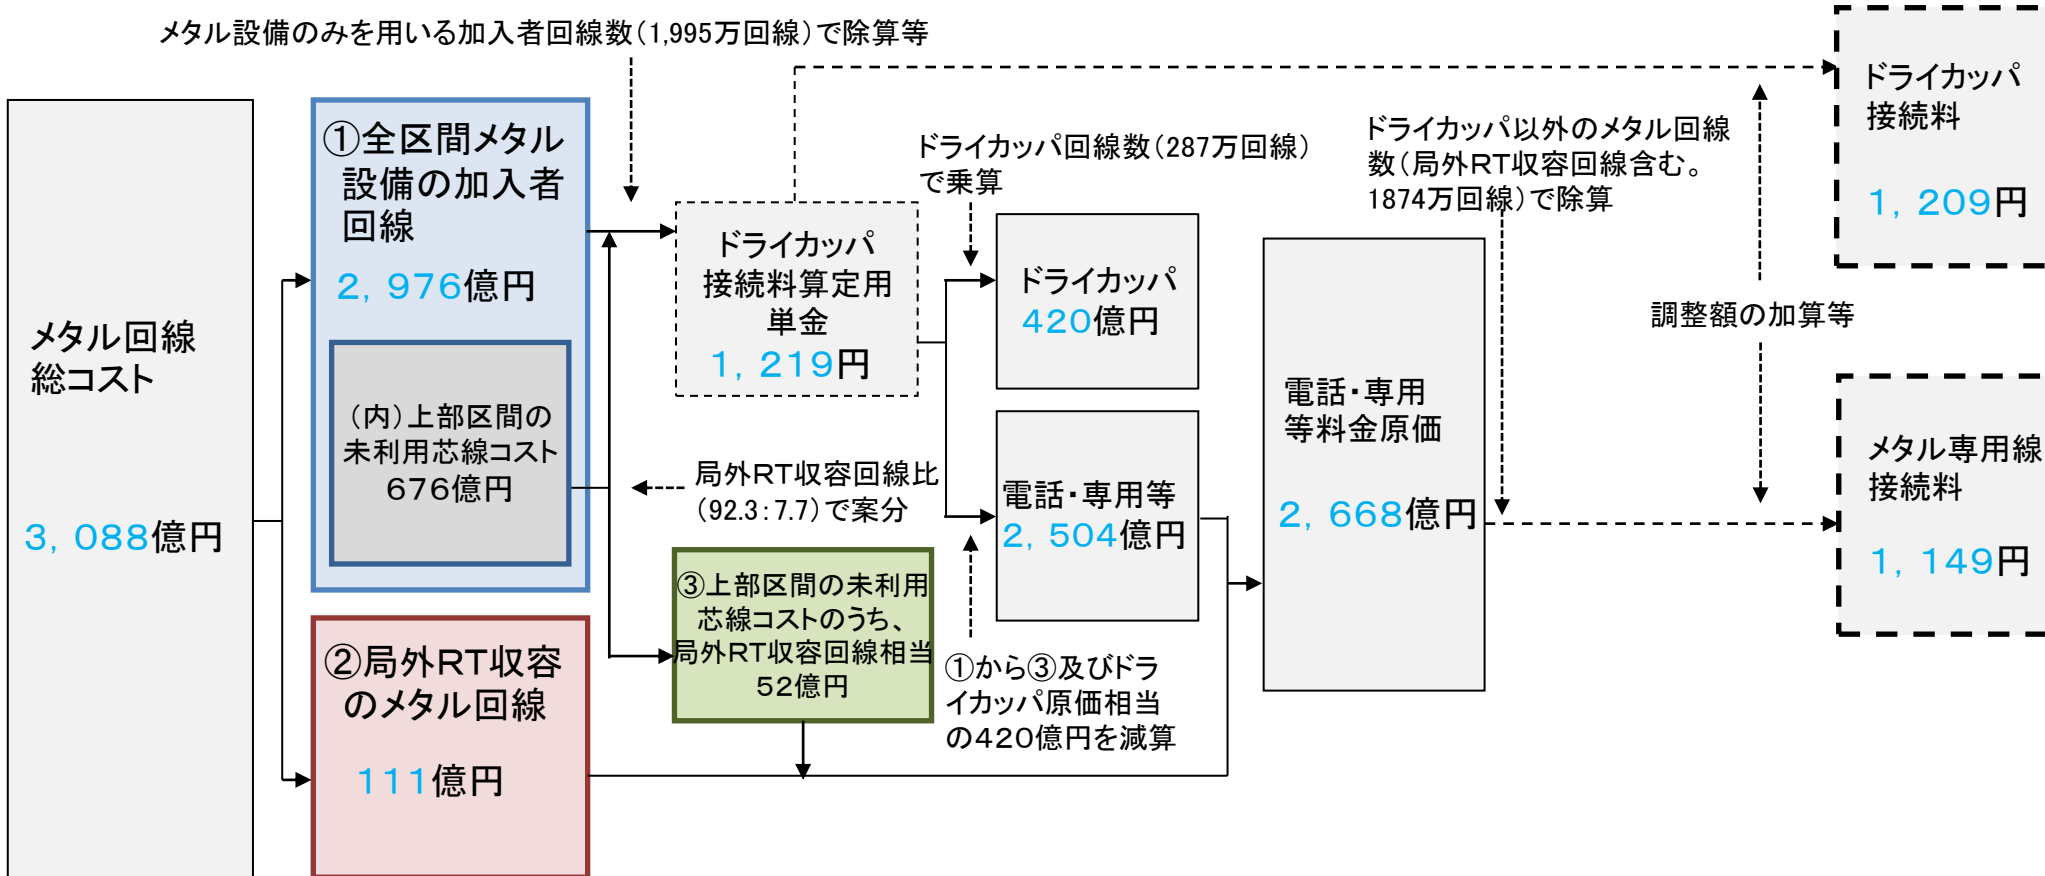 メタル設備のみを用いる加入者回線数(1,995万回線)で除算等
メタル回線
総コスト
3,088億円
①全区間メタル
設備の加入者
回線
2,976億円
(内)上部区間の
未利用芯線コスト
676億円
②局外RT収容
のメタル回線
111億円
ドライカッパ
接続料算定用
単金
1,219円
局外RT収容回線比
(92.3:7.7)で案分
③上部区間の未利用
芯線コストのうち、
局外RT収容回線相当
52億円
ドライカッパ回線数(287万回線)
で乗算
ドライカッパ
420億円
電話・専用等
2,504億円
①から③及びドラ
イカッパ原価相当
の420億円を減算
電話・専用
等料金原価
2,668億円
ドライカッパ以外のメタル回線
数(局外RT収容回線含む。
1874万回線)で除算
調整額の加算等
ドライカッパ
接続料
1,209円
メタル専用線
接続料
1,149円